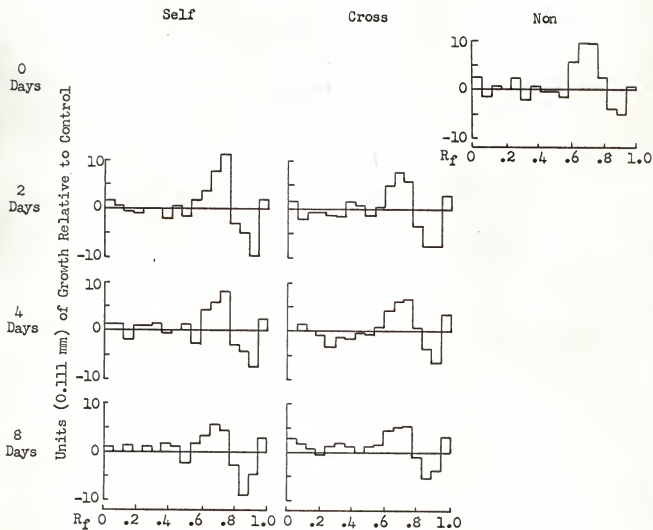 Self Cross Non
0 Days
10
0
-10
Rf 0 .2 .4 .6 .8 1.0
Units (0.111 mm) of Growth Relative to Control
2 Days
10
0
-10
4 Days
10
0
-10
8 Days
10
0
-10
Rf 0 .2 .4 .6 .8 1.0 0 .2 .4 .6 .8 1.0